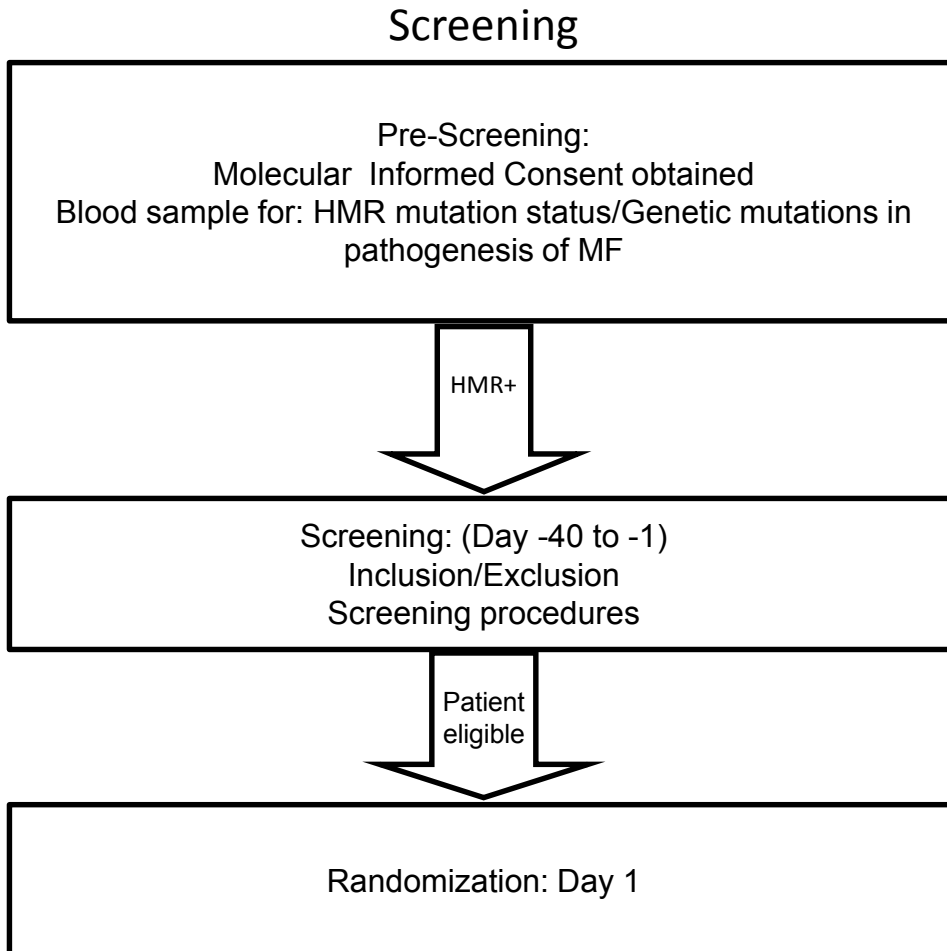 Screening
Pre-Screening:
Molecular  Informed Consent obtained
Blood sample for: HMR mutation status/Genetic mutations in
pathogenesis of MF
HMR+
Screening: (Day -40 to -1)
Inclusion/Exclusion
Screening procedures
Patient
eligible
Randomization: Day 1